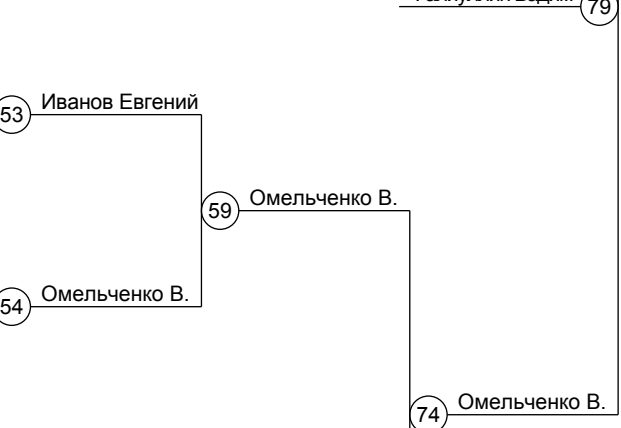 79
53 Иванов Евгений
59 Омельченко В.
54 Омельченко В.
74 Омельченко В.